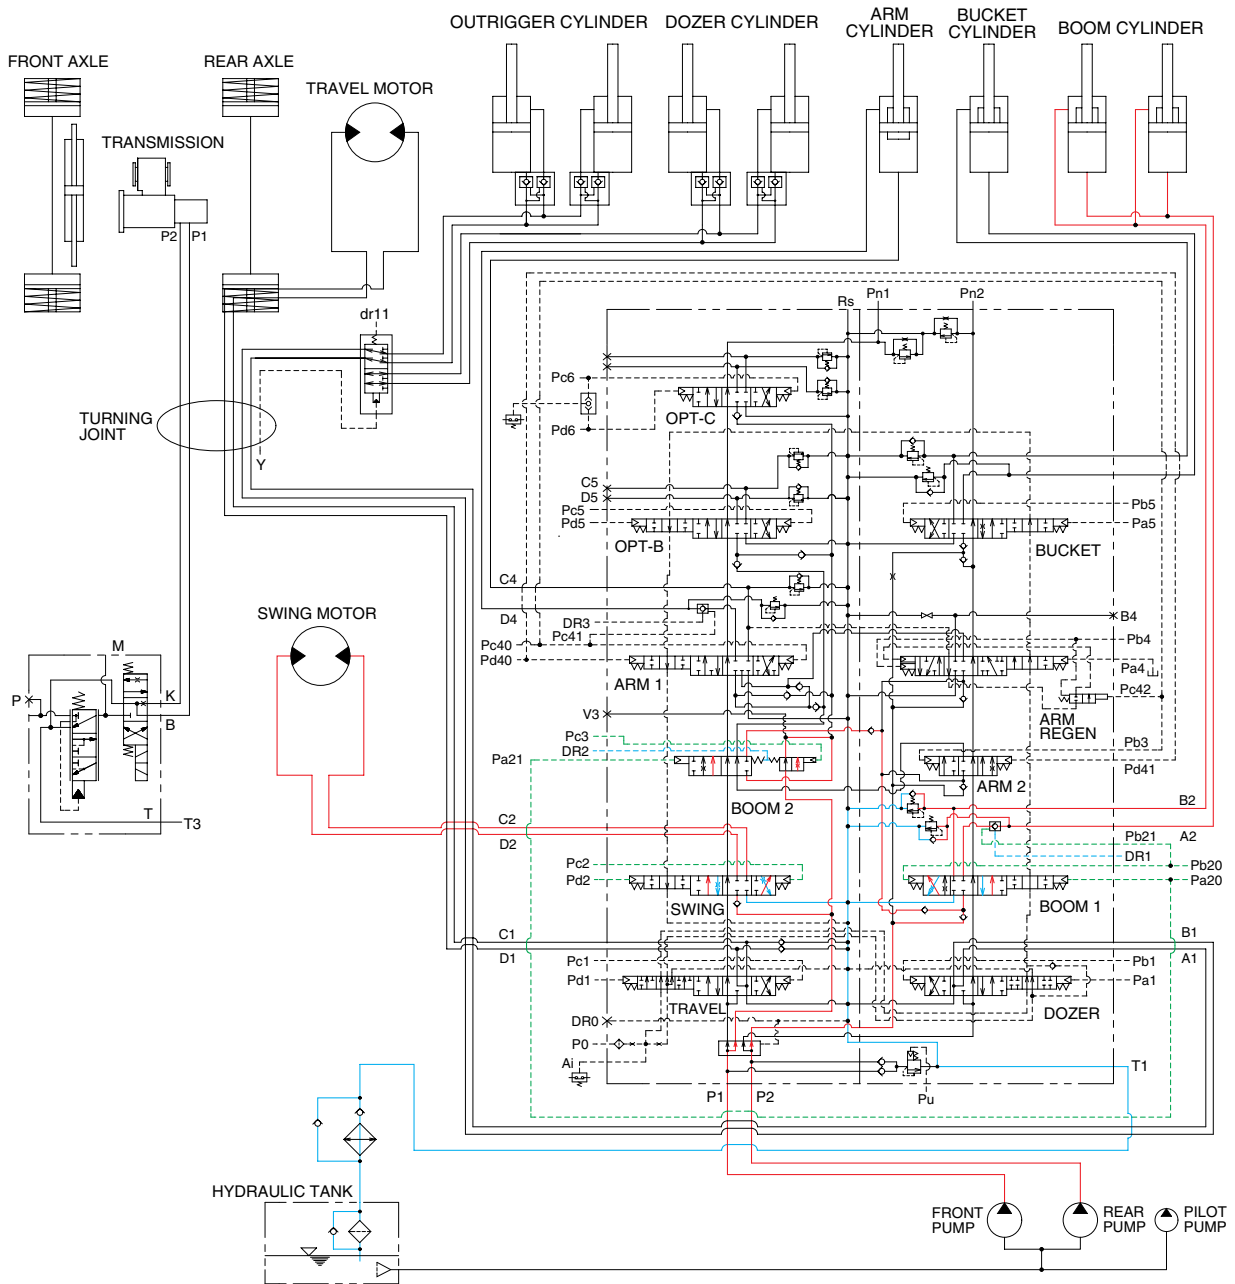 OUTRIGGER CYLINDER
DOZER CYLINDER
ARM
CYLINDER
BUCKET
CYLINDER
BOOM CYLINDER
FRONT AXLE
REAR AXLE
TRAVEL MOTOR
TRANSMISSION
P2
P1
Rs
Pn1
Pn2
dr11
Pc6
OPT-C
Pd6
TURNING
JOINT
Y
C5
D5
Pc5
Pd5
OPT-B
Pb5
Pa5
BUCKET
C4
D4
DR3
Pc41
Pc40
Pd40
ARM 1
B4
Pb4
Pa4
Pc42
ARM
REGEN
SWING MOTOR
M
P
K
B
T
T3
V3
Pc3
DR2
Pa21
BOOM 2
Pb3
Pd41
ARM 2
B2
C2
D2
Pb21
A2
DR1
Pc2
Pd2
SWING
Pb20
Pa20
BOOM 1
C1
D1
B1
A1
Pc1
Pd1
TRAVEL
Pb1
Pa1
DOZER
DR0
P0
Ai
T1
P1
P2
Pu
HYDRAULIC TANK
FRONT
PUMP
REAR
PUMP
PILOT
PUMP